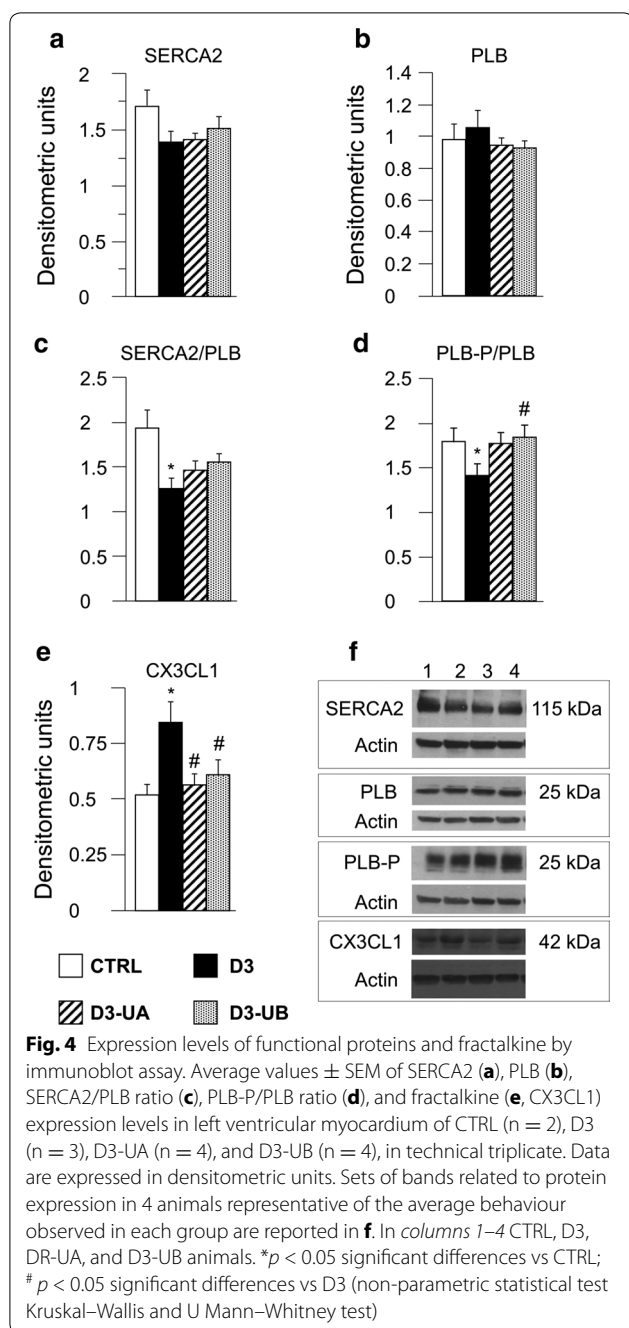 a
SERCA2
Densitometric units
2
1.5
1
0.5
0
b
PLB
Densitometric units
1.4
1.2
1
0.8
0.6
0.4
0.2
0
c
SERCA2/PLB
2.5
2
1.5
1
0.5
0
*
d
PLB-P/PLB
2.5
2
1.5
1
0.5
0
*
#
e
CX3CL1
Densitometric units
1
0.75
0.5
0.25
0
*
#
#
CTRL
D3
D3-UA
D3-UB
f
1 2 3 4
SERCA2 115 kDa
Actin
PLB 25 kDa
Actin
PLB-P 25 kDa
Actin
CX3CL1 42 kDa
Actin
Fig. 4 Expression levels of functional proteins and fractalkine by
immunoblot assay. Average values ± SEM of SERCA2 (a), PLB (b),
SERCA2/PLB ratio (c), PLB-P/PLB ratio (d), and fractalkine (e, CX3CL1)
expression levels in left ventricular myocardium of CTRL (n = 2), D3
(n = 3), D3-UA (n = 4), and D3-UB (n = 4), in technical triplicate. Data
are expressed in densitometric units. Sets of bands related to protein
expression in 4 animals representative of the average behaviour
observed in each group are reported in f. In columns 1–4 CTRL, D3,
DR-UA, and D3-UB animals. *p < 0.05 significant differences vs CTRL;
# p < 0.05 significant differences vs D3 (non-parametric statistical test
Kruskal–Wallis and U Mann–Whitney test)